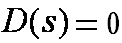 D(s) = 0